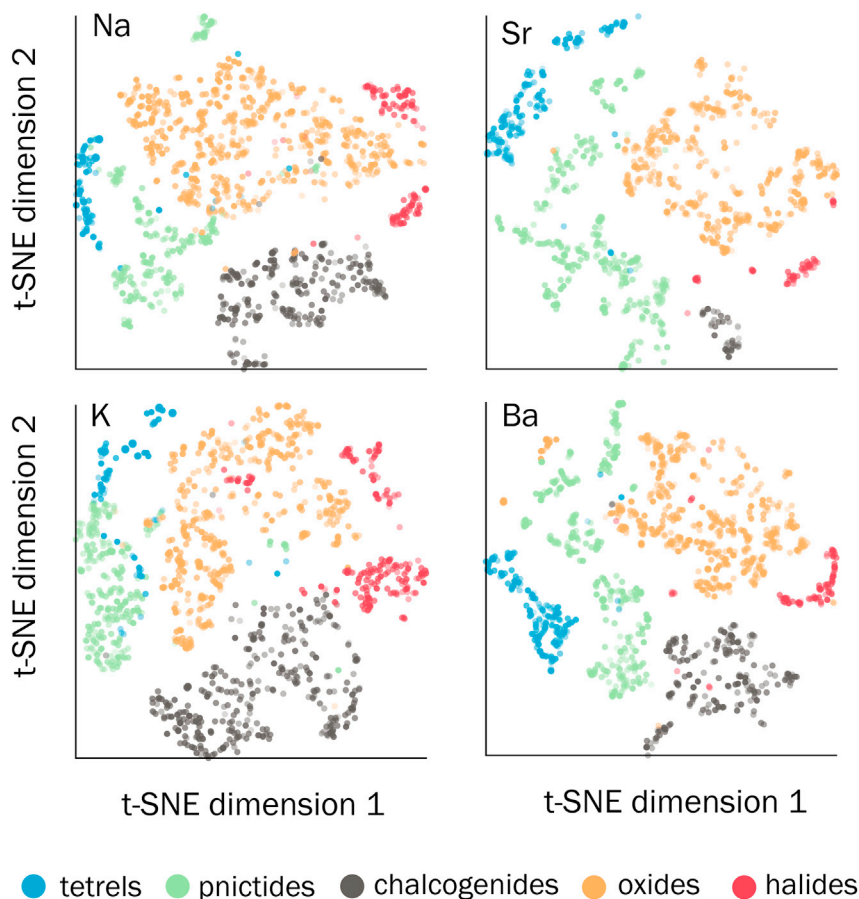 Na
Sr
t-SNE dimension 2
K
Ba
t-SNE dimension 2
t-SNE dimension 1
t-SNE dimension 1
tetrels pnictides chalcogenides oxides halides